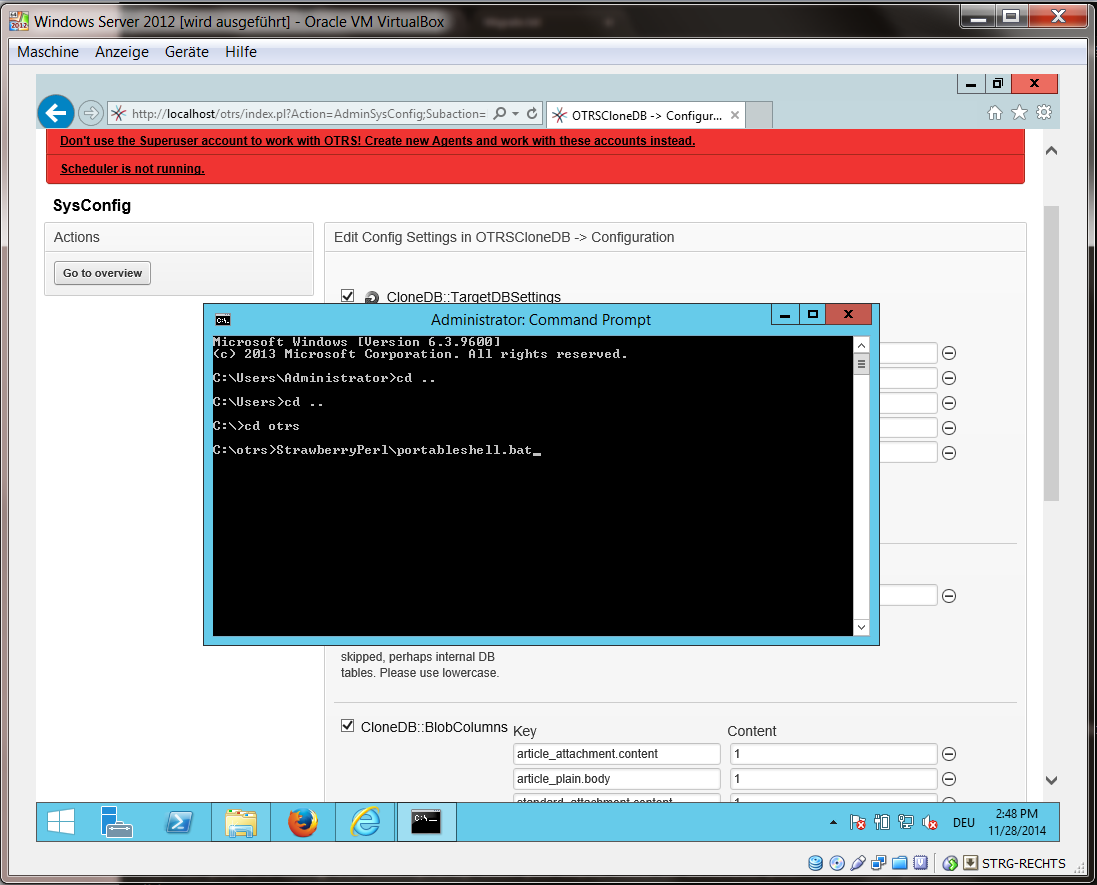 Windows Server 2012 [wird ausgeführt] - Oracle VM VirtualBox
Maschine Anzeige Geräte Hilfe
http://localhost/otrs/index.pl?Action=AdminSysConfig;Subaction=
OTRSCloneDB -> Configur...
Don't use the Superuser account to work with OTRS! Create new Agents and work with these accounts instead.
Scheduler is not running.
SysConfig
Actions
Go to overview
Edit Config Settings in OTRSCloneDB -> Configuration
CloneDB::TargetDBSettings
Administrator: Command Prompt
Microsoft Windows [Version 6.3.9600]
(c) 2013 Microsoft Corporation. All rights reserved.
C:\Users\Administrator>cd ..
C:\Users>cd ..
C:\>cd otrs
C:\otrs>StrawberryPerl\portableshell.bat_
skipped, perhaps internal DB
tables. Please use lowercase.
CloneDB::BlobColumns
Key Content
article_attachment.content 1
article_plain.body 1
standard_attachment.content 1
DEU
2:48 PM
11/28/2014
STRG-RECHTS